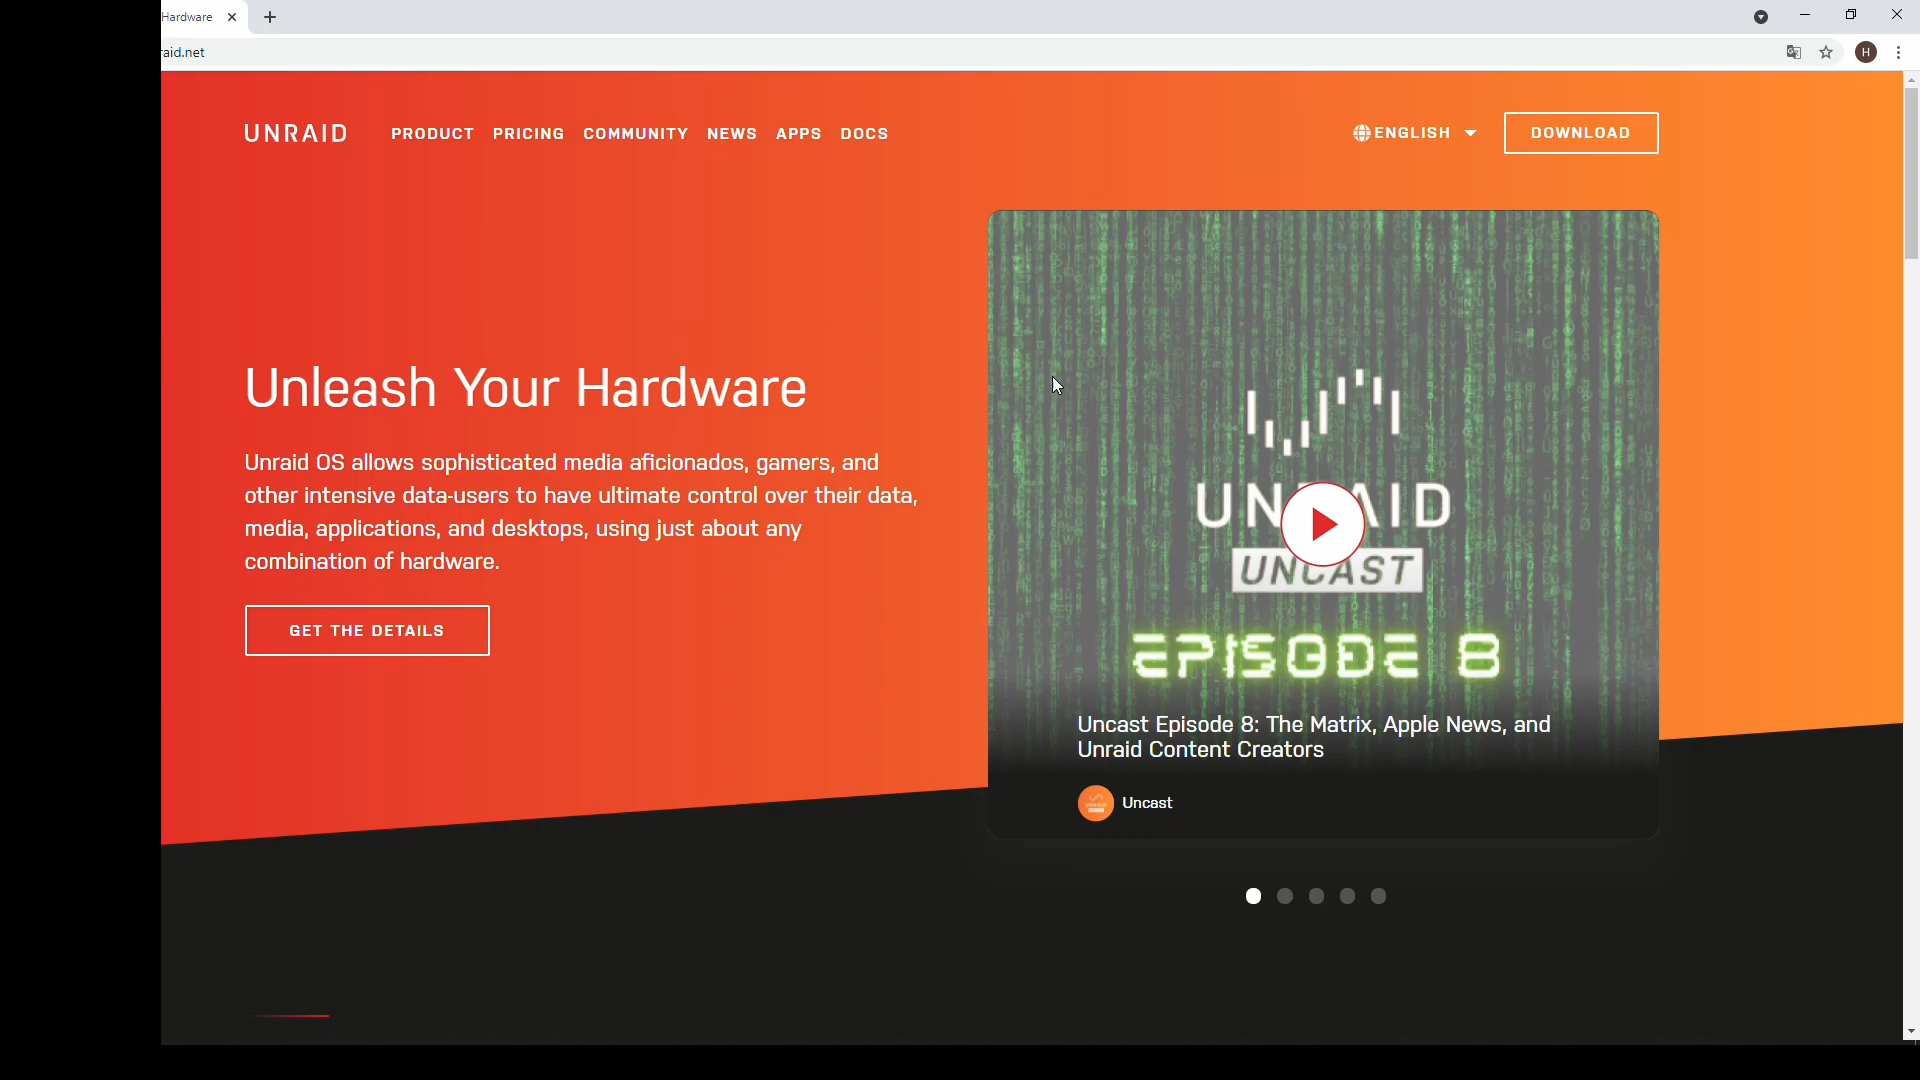 Hardware
raid.net
H
UNRAID PRODUCT PRICING COMMUNITY NEWS APPS DOCS ENGLISH DOWNLOAD
Unleash Your Hardware
Unraid OS allows sophisticated media aficionados, gamers, and
other intensive data-users to have ultimate control over their data,
media, applications, and desktops, using just about any
combination of hardware.
GET THE DETAILS
UNRAID
UNCAST
EPISODE 8
Uncast Episode 8: The Matrix, Apple News, and
Unraid Content Creators
Uncast